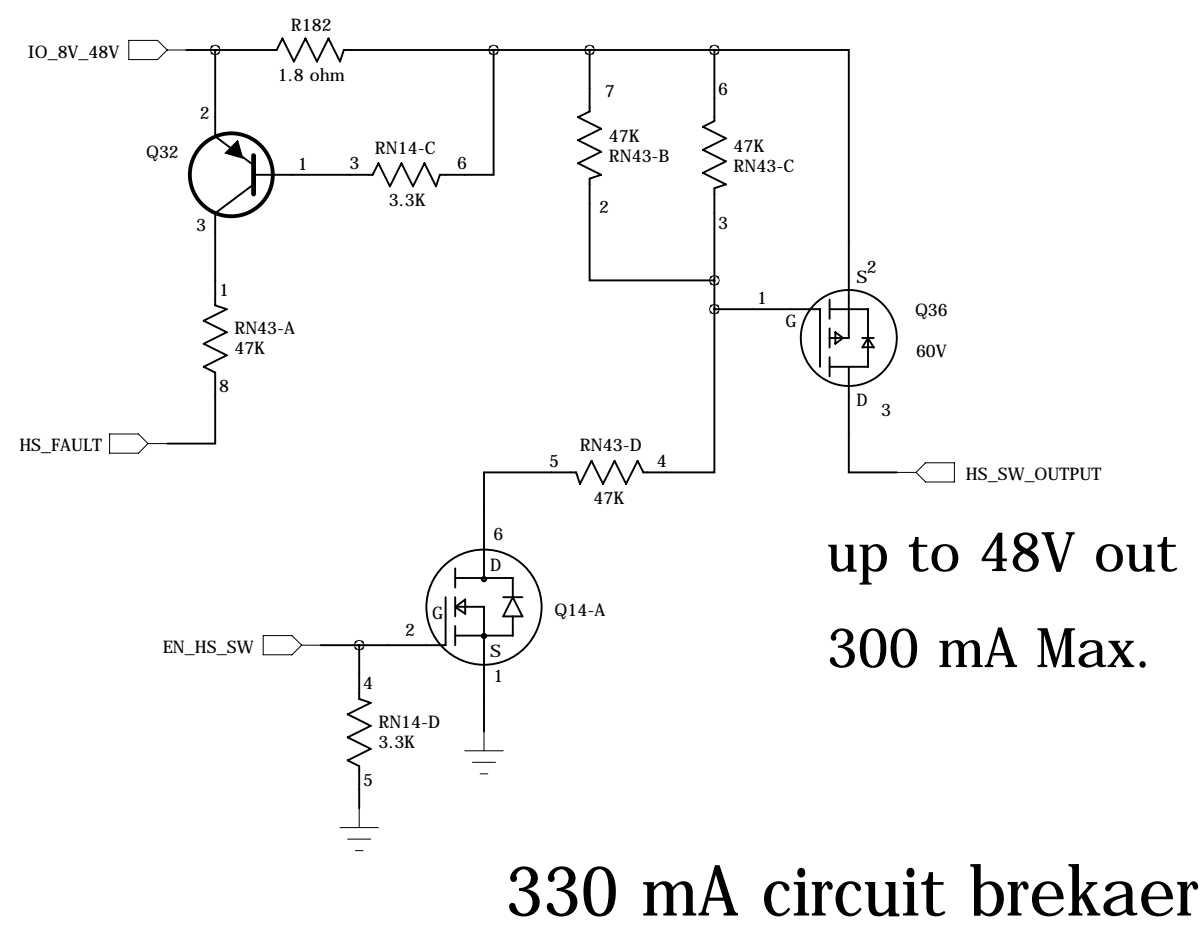 R182
IO_8V_48V
1.8 ohm
2
7
6
Q32
RN14-C
1
3
6
3.3K
47K
RN43-B
47K
RN43-C
3
2
3
1
S
2
1
G
Q36
RN43-A
47K
60V
8
D
3
HS_FAULT
RN43-D
5
4
47K
HS_SW_OUTPUT
6
up to 48V out
D
G
Q14-A
2
EN_HS_SW
S
1
300 mA Max.
4
RN14-D
3.3K
5
330 mA circuit brekaer